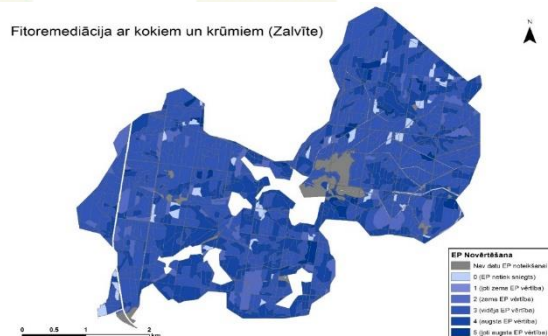 Fitoremediācija ar kokiem un krūmiem (Zalvīte)
N
EP Novērtēšana
Nav datu EP noteikšanai
0 (EP netiek sniegts)
1 (ļoti zema EP vērtība)
2 (zema EP vērtība)
3 (vidēja EP vērtība)
4 (augsta EP vērtība)
5 (ļoti augsta EP vērtība)
0 0.5 1 2
km